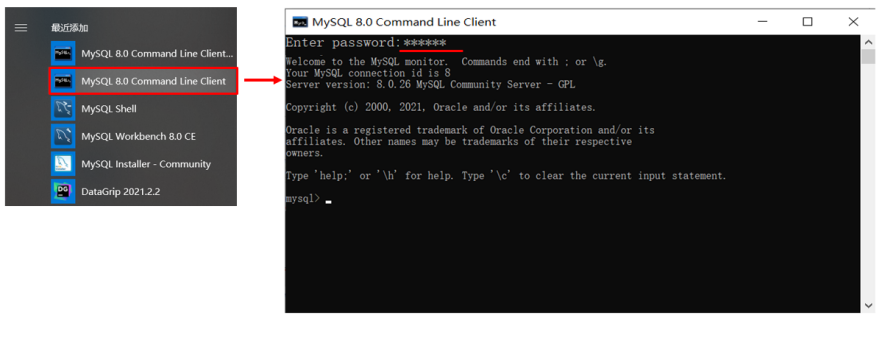 最近添加
MySQL 8.0 Command Line Client...
MySQL 8.0 Command Line Client
MySQL Shell
MySQL Workbench 8.0 CE
MySQL Installer - Community
DG
DataGrip 2021.2.2
MySQL 8.0 Command Line Client
Enter password:******
Welcome to the MySQL monitor.  Commands end with ; or \g.
Your MySQL connection id is 8
Server version: 8.0.26 MySQL Community Server - GPL
Copyright (c) 2000, 2021, Oracle and/or its affiliates.
Oracle is a registered trademark of Oracle Corporation and/or its
affiliates. Other names may be trademarks of their respective
owners.
Type 'help;' or '\h' for help. Type '\c' to clear the current input statement.
mysql>